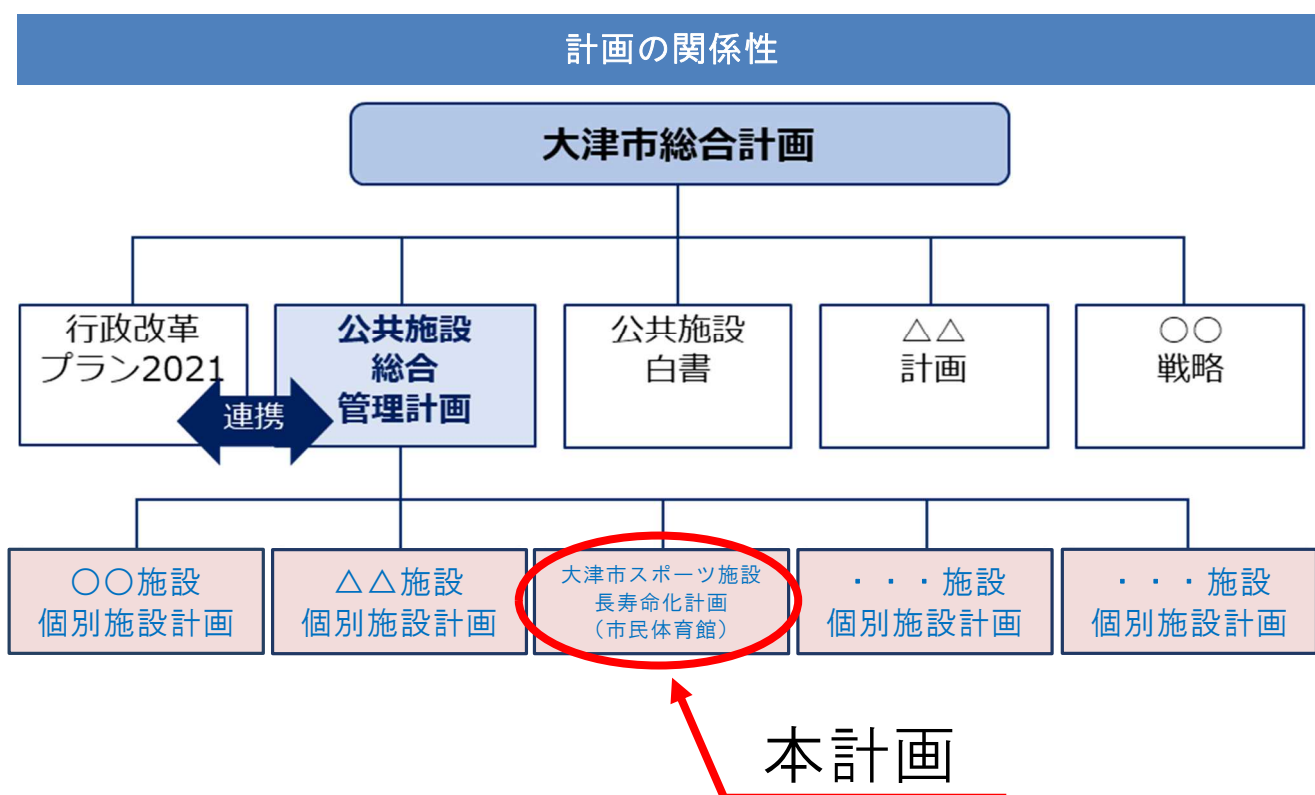 計画の関係性
大津市総合計画
行政改革
プラン2021
公共施設
総合
管理計画
公共施設
白書
△△
計画
○○
戦略
連携
○○施設
個別施設計画
△△施設
個別施設計画
大津市スポーツ施設
長寿命化計画
（市民体育館）
・・・施設
個別施設計画
・・・施設
個別施設計画
本計画